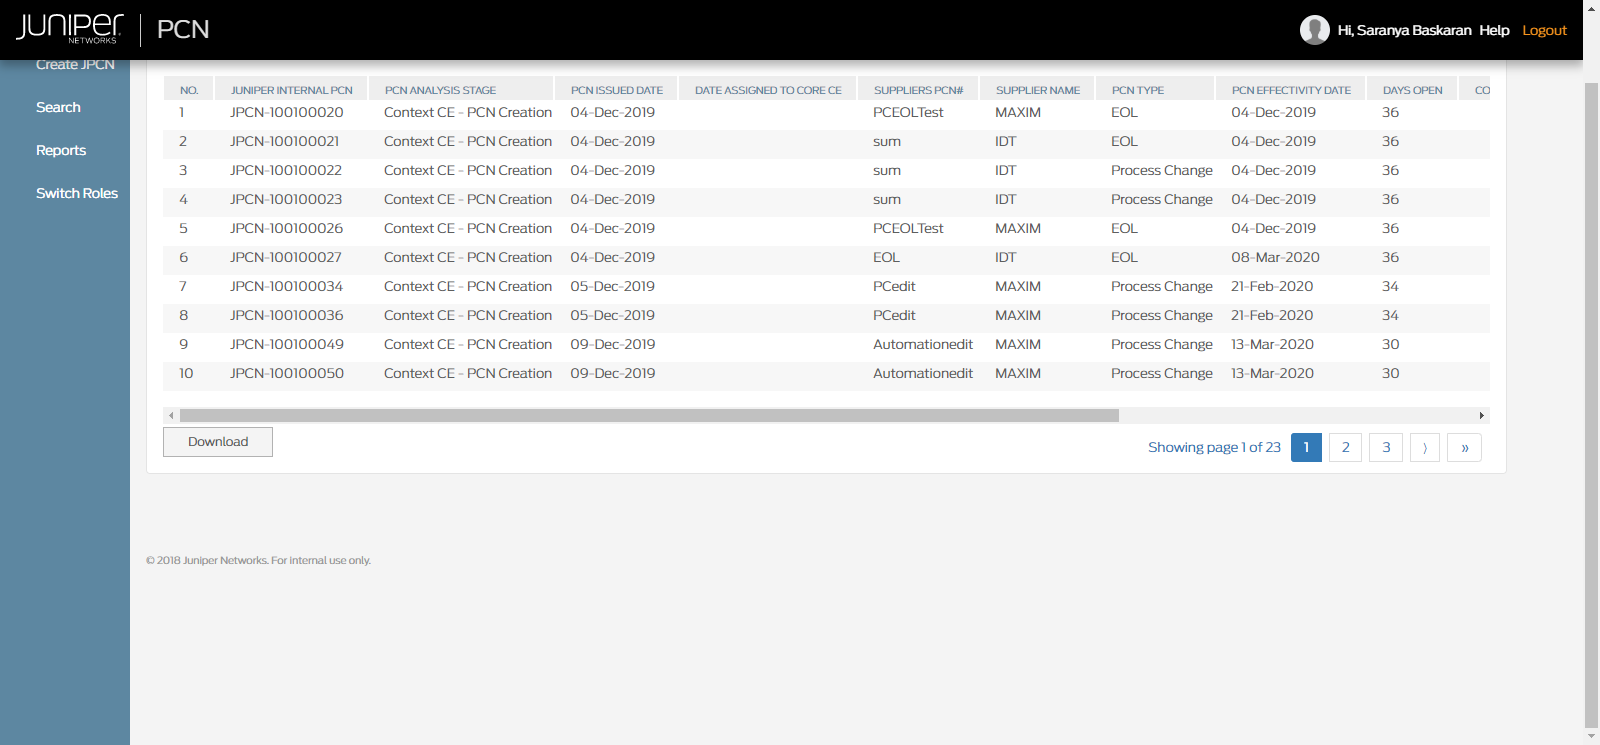 JUNIPER NETWORKS PCN Hi, Saranya Baskaran Help Logout
Create JPCN
Search
Reports
Switch Roles
NO. JUNIPER INTERNAL PCN PCN ANALYSIS STAGE PCN ISSUED DATE DATE ASSIGNED TO CORE CE SUPPLIERS PCN# SUPPLIER NAME PCN TYPE PCN EFFECTIVITY DATE DAYS OPEN CO
1 JPCN-100100020 Context CE - PCN Creation 04-Dec-2019 PCEOLTest MAXIM EOL 04-Dec-2019 36
2 JPCN-100100021 Context CE - PCN Creation 04-Dec-2019 sum IDT EOL 04-Dec-2019 36
3 JPCN-100100022 Context CE - PCN Creation 04-Dec-2019 sum IDT Process Change 04-Dec-2019 36
4 JPCN-100100023 Context CE - PCN Creation 04-Dec-2019 sum IDT Process Change 04-Dec-2019 36
5 JPCN-100100026 Context CE - PCN Creation 04-Dec-2019 PCEOLTest MAXIM EOL 04-Dec-2019 36
6 JPCN-100100027 Context CE - PCN Creation 04-Dec-2019 EOL IDT EOL 08-Mar-2020 36
7 JPCN-100100034 Context CE - PCN Creation 05-Dec-2019 PCedit MAXIM Process Change 21-Feb-2020 34
8 JPCN-100100036 Context CE - PCN Creation 05-Dec-2019 PCedit MAXIM Process Change 21-Feb-2020 34
9 JPCN-100100049 Context CE - PCN Creation 09-Dec-2019 Automationedit MAXIM Process Change 13-Mar-2020 30
10 JPCN-100100050 Context CE - PCN Creation 09-Dec-2019 Automationedit MAXIM Process Change 13-Mar-2020 30
Download
Showing page 1 of 23 1 2 3 〉 »
© 2018 Juniper Networks. For internal use only.